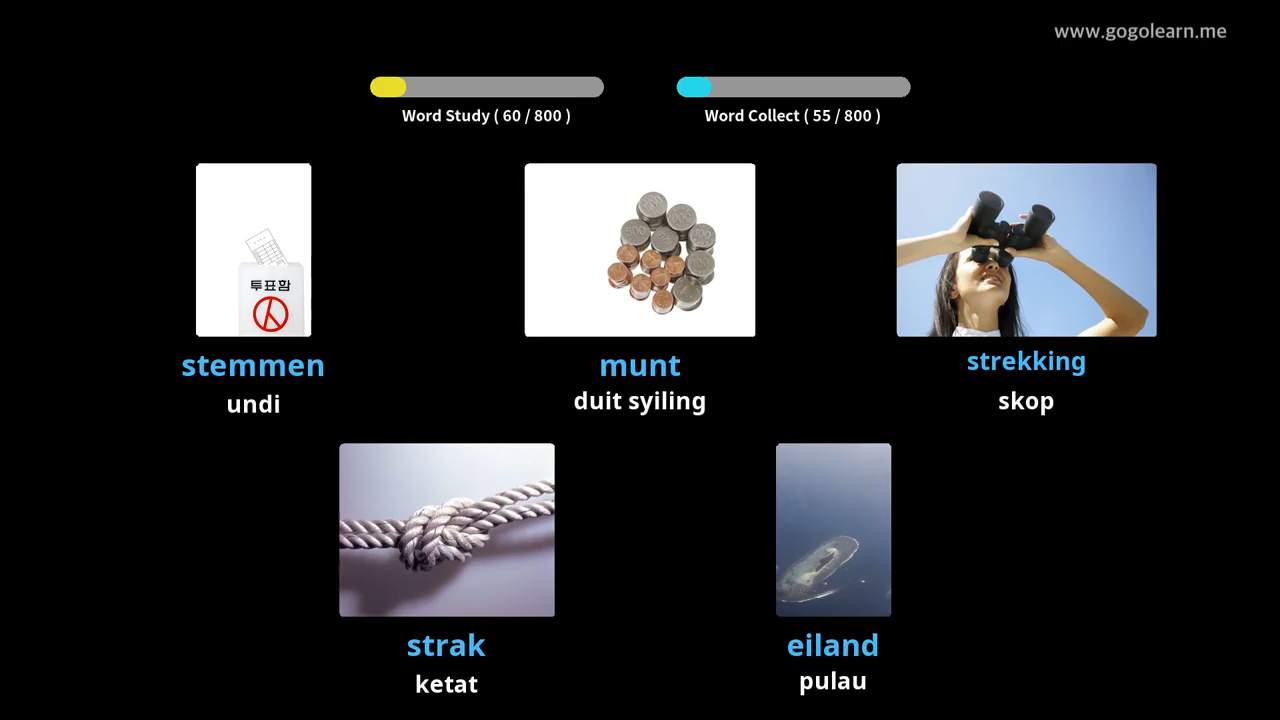 www.gogolearn.me
Word Study ( 60 / 800 )
Word Collect ( 55 / 800 )
투표함
stemmen
undi
munt
duit syiling
strekking
skop
strak
ketat
eiland
pulau